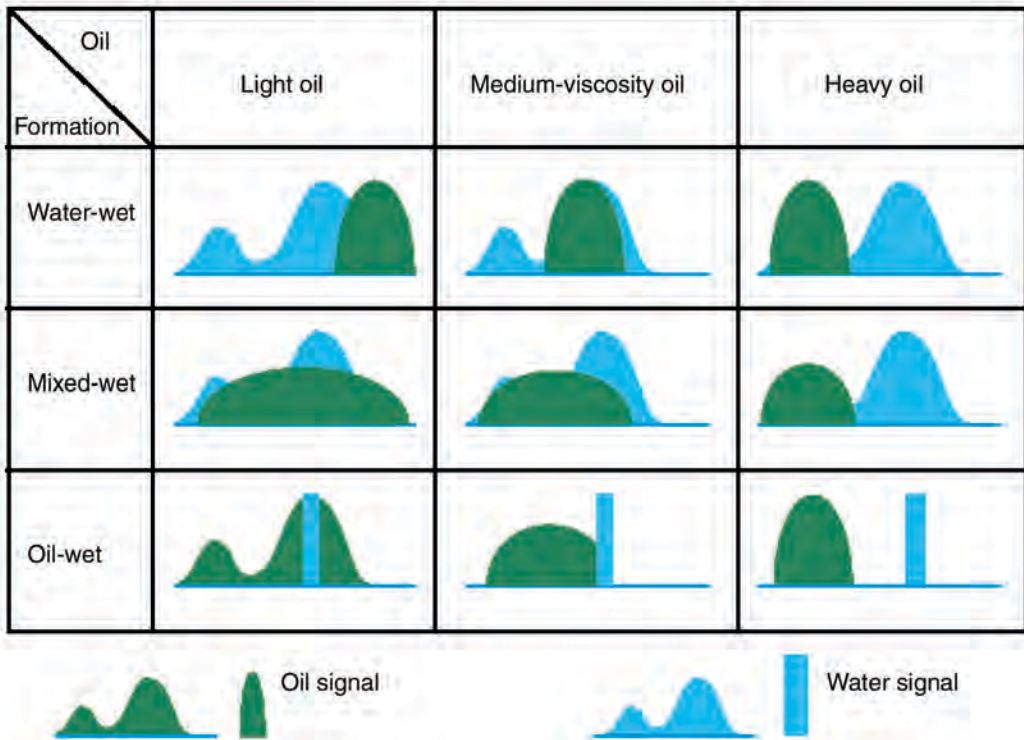 Oil
Formation
Light oil
Medium-viscosity oil
Heavy oil
Water-wet
Mixed-wet
Oil-wet
Oil signal
Water signal